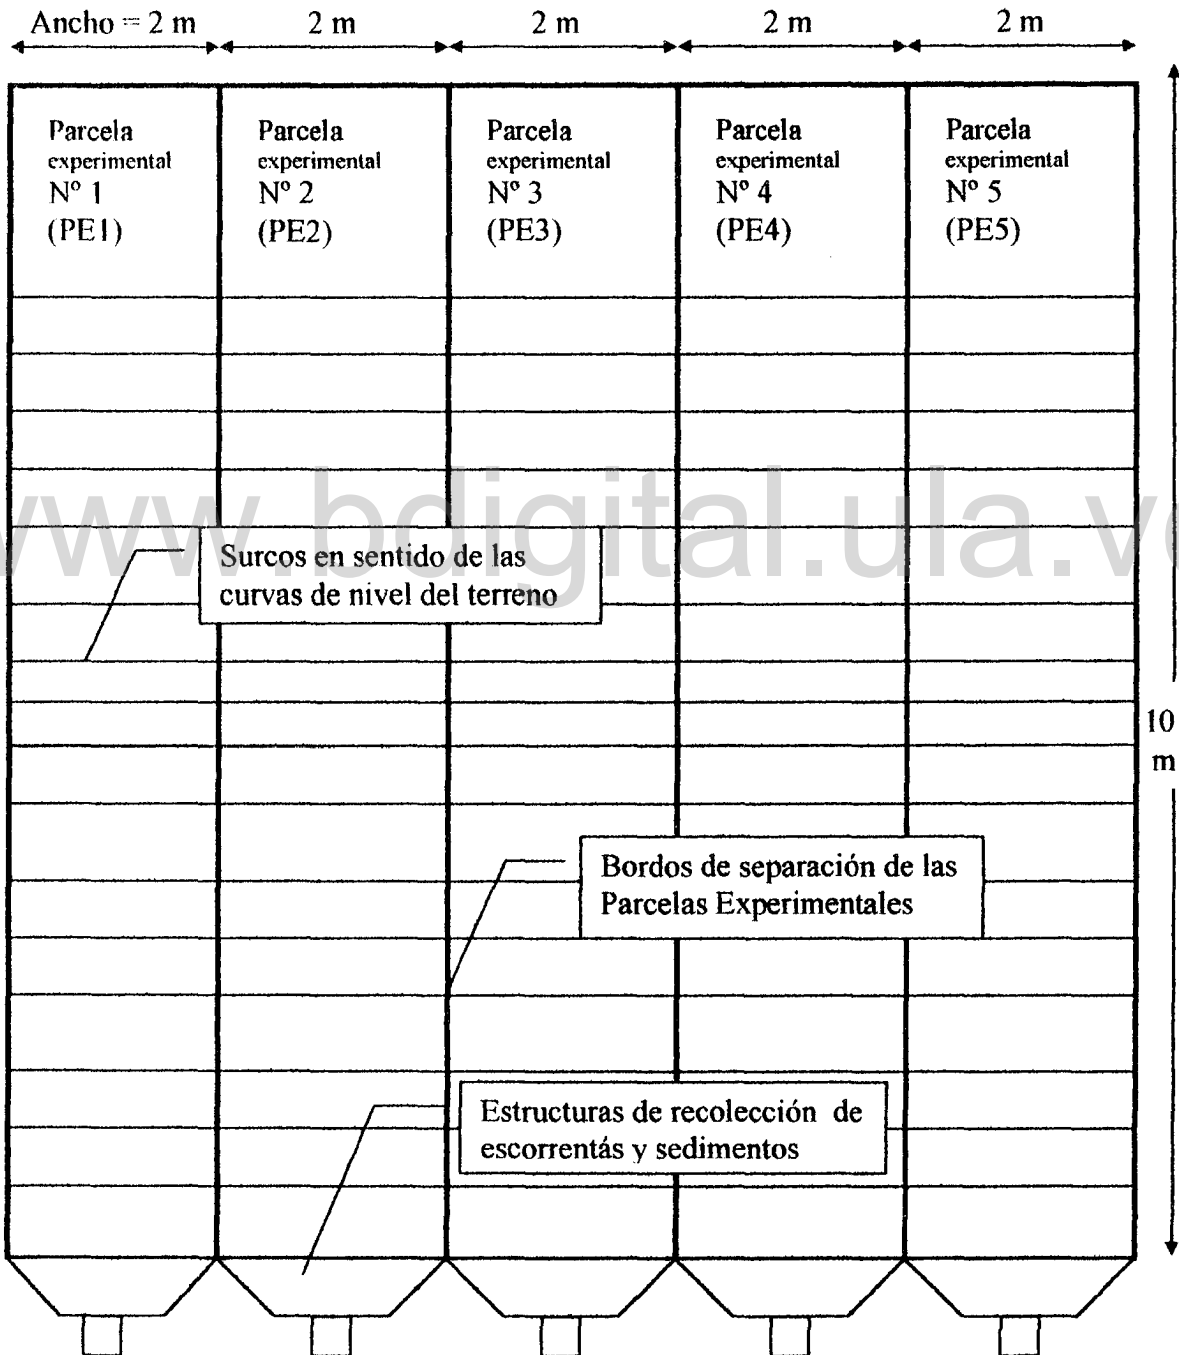 Ancho = 2 m 2 m 2 m 2 m 2 m
Parcela
experimental
Nº 1
(PE1)
Parcela
experimental
Nº 2
(PE2)
Parcela
experimental
Nº 3
(PE3)
Parcela
experimental
Nº 4
(PE4)
Parcela
experimental
Nº 5
(PE5)
www.bdigital.ula.ve
Surcos en sentido de las
curvas de nivel del terreno
10
m
Bordos de separación de las
Parcelas Experimentales
Estructuras de recolección de
escorrentás y sedimentos